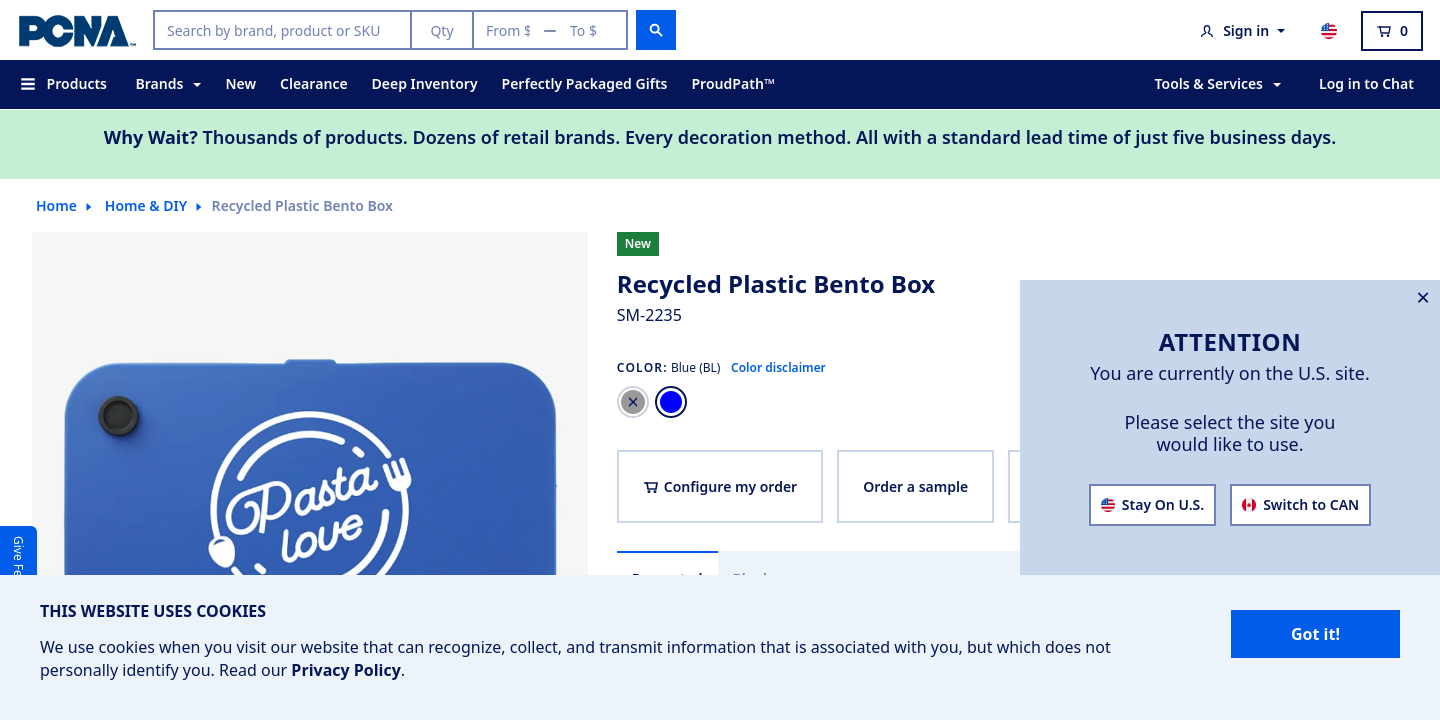 PCNA™
Search by brand, product or SKU
Qty
From $ — To $
Sign in
0
Products
Brands
New
Clearance
Deep Inventory
Perfectly Packaged Gifts
ProudPath™
Tools & Services
Log in to Chat
Why Wait? Thousands of products. Dozens of retail brands. Every decoration method. All with a standard lead time of just five business days.
Home
Home & DIY
Recycled Plastic Bento Box
New
Recycled Plastic Bento Box
SM-2235
COLOR: Blue (BL) Color disclaimer
Configure my order
Order a sample
Pasta
love
ATTENTION
You are currently on the U.S. site.
Please select the site you
would like to use.
Stay On U.S.
Switch to CAN
Give
THIS WEBSITE USES COOKIES
We use cookies when you visit our website that can recognize, collect, and transmit information that is associated with you, but which does not
personally identify you. Read our Privacy Policy.
Got it!